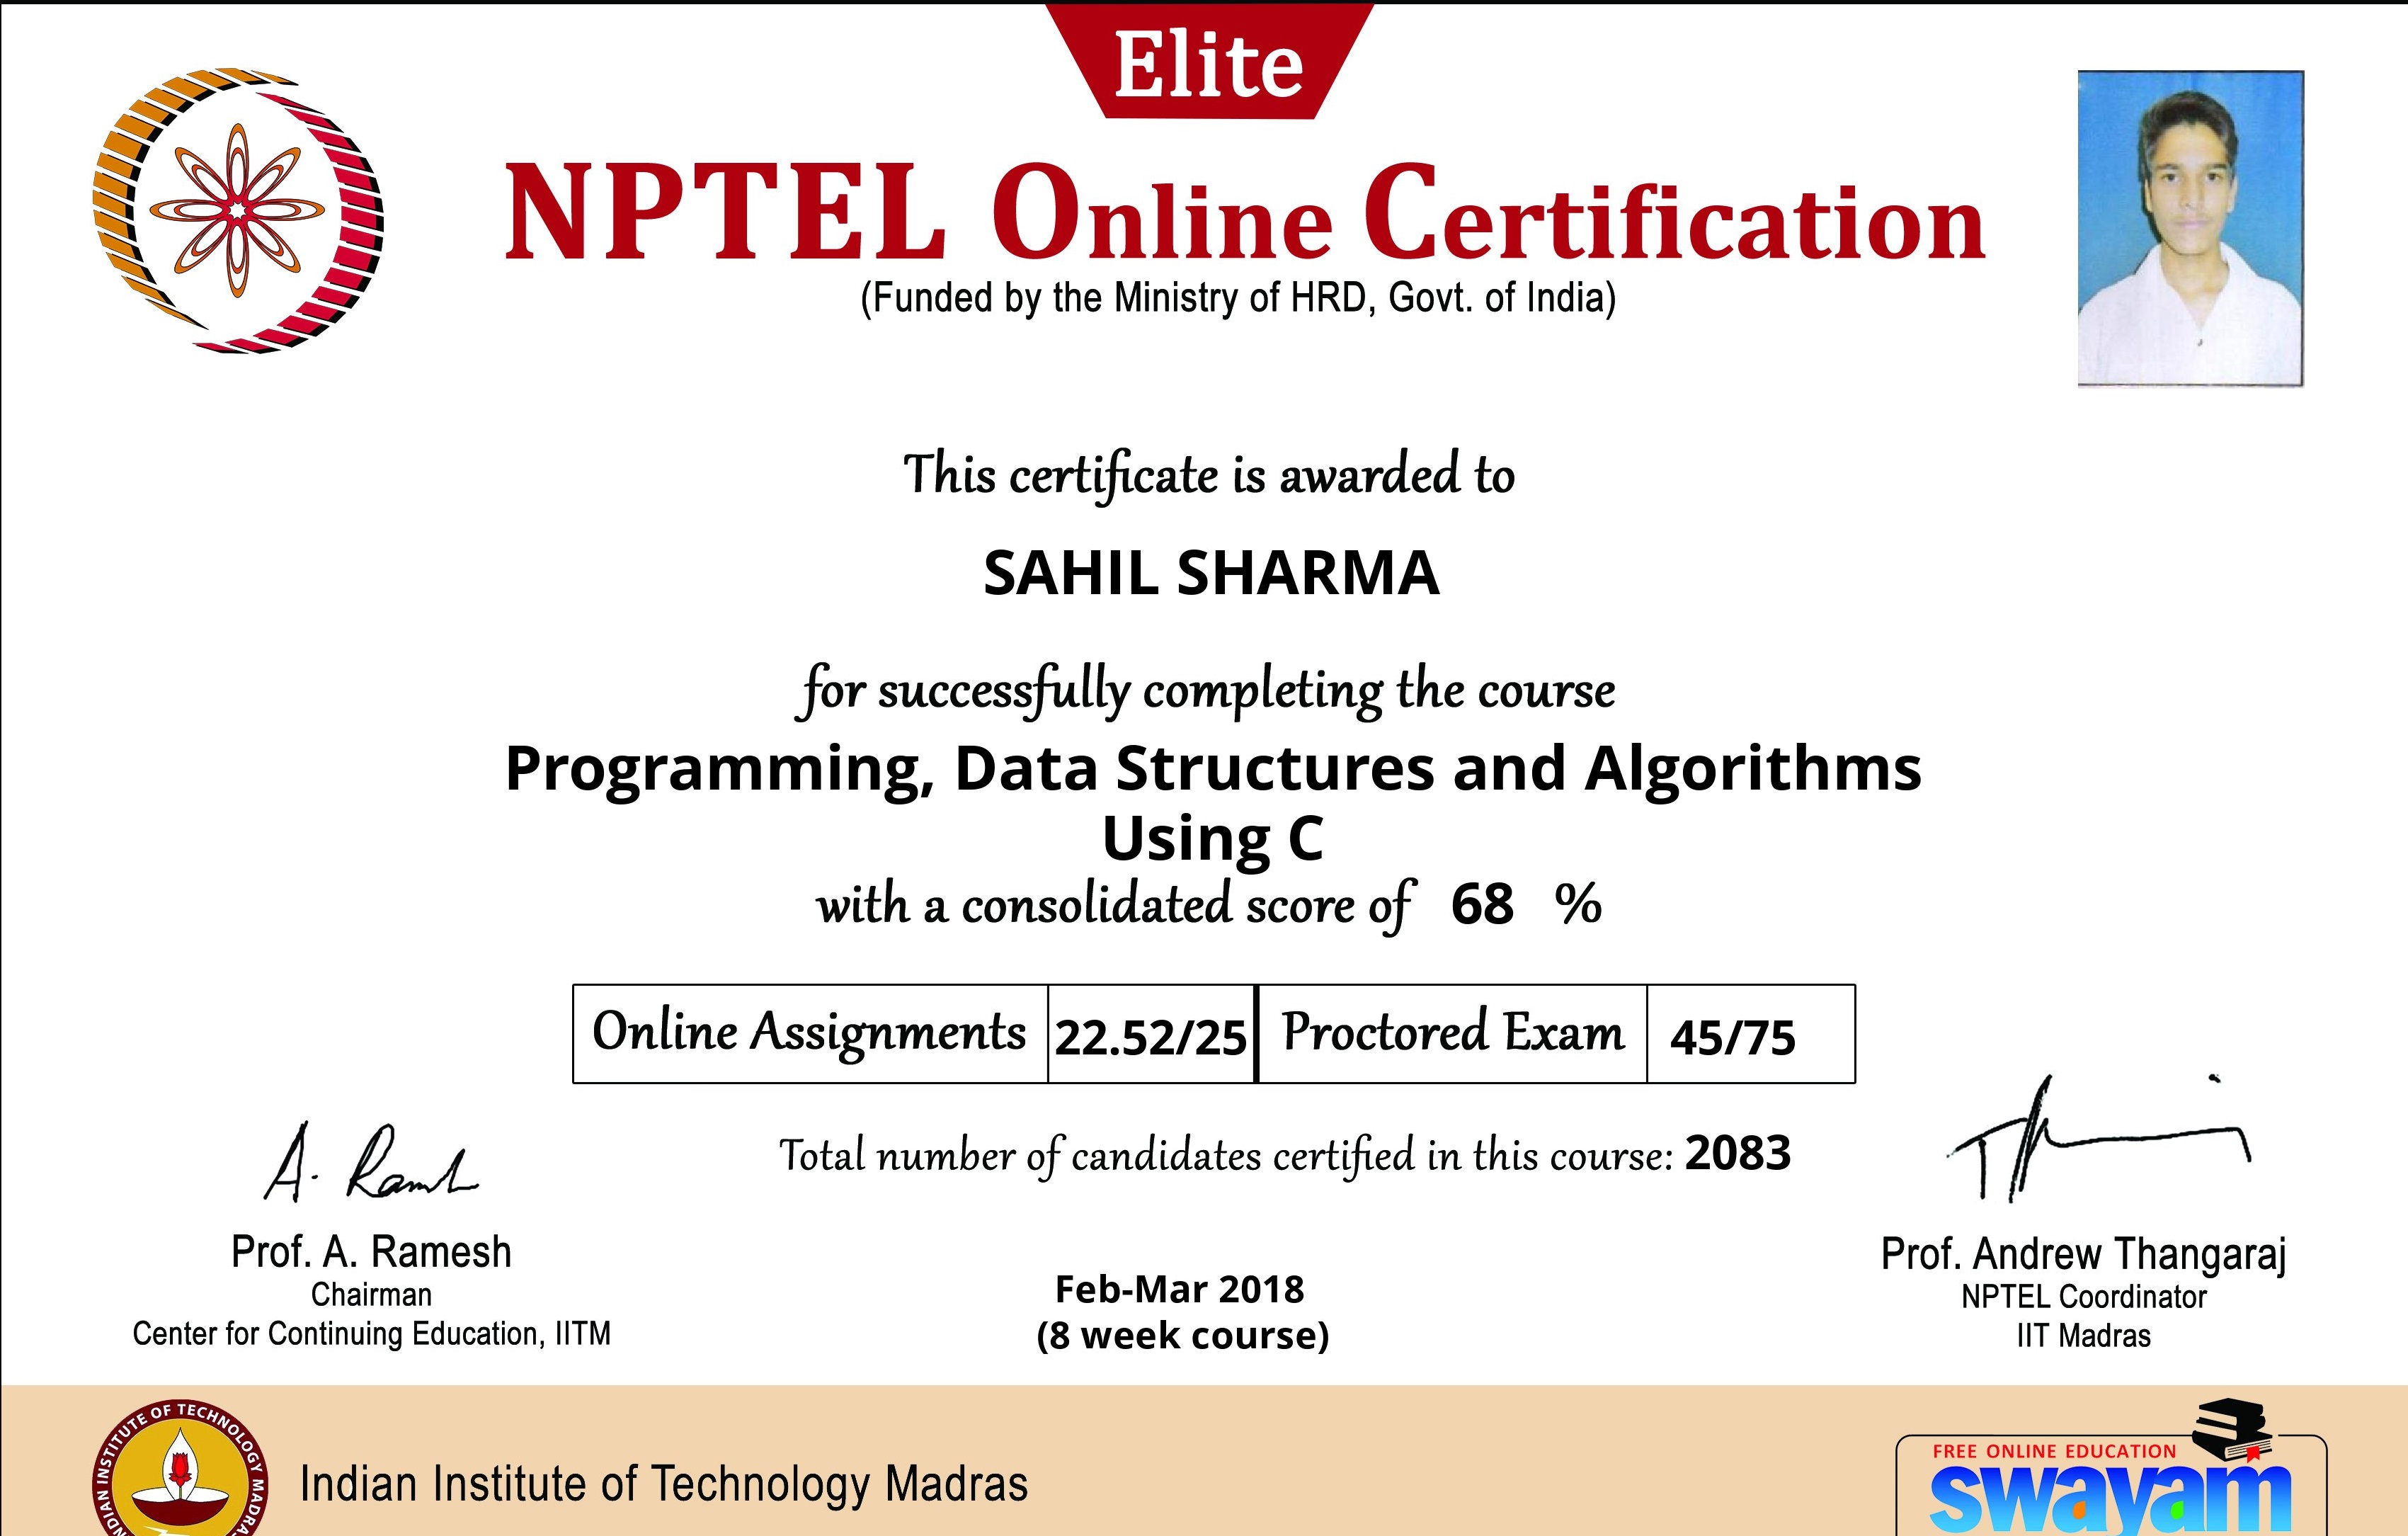 Elite
NPTEL Online Certification
(Funded by the Ministry of HRD, Govt. of India)
This certificate is awarded to
SAHIL SHARMA
for successfully completing the course
Programming, Data Structures and Algorithms
Using C
with a consolidated score of 68 %
Online Assignments 22.52/25 Proctored Exam 45/75
Total number of candidates certified in this course: 2083
A. Ramesh
Prof. A. Ramesh
Chairman
Center for Continuing Education, IITM
Feb-Mar 2018
(8 week course)
Prof. Andrew Thangaraj
NPTEL Coordinator
IIT Madras
INDIAN INSTITUTE OF TECHNOLOGY MADRAS
Indian Institute of Technology Madras
FREE ONLINE EDUCATION
swayam